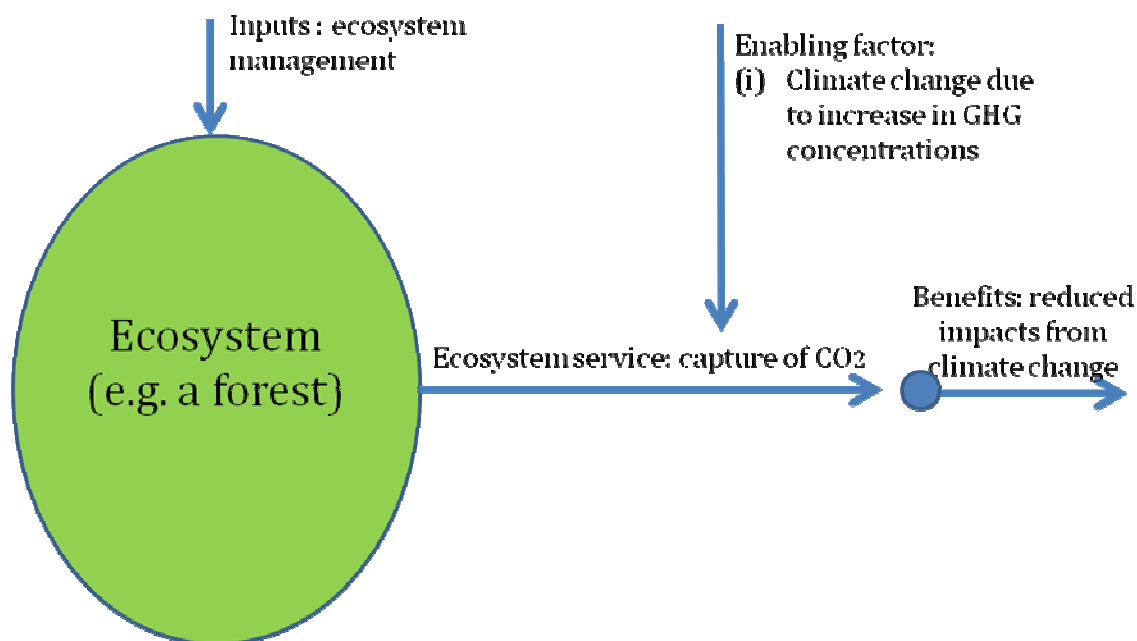 Inputs : ecosystem
management
Enabling factor:
(i) Climate change due
to increase in GHG
concentrations
Ecosystem
(e.g. a forest)
Ecosystem service: capture of CO2
Benefits: reduced
impacts from
climate change